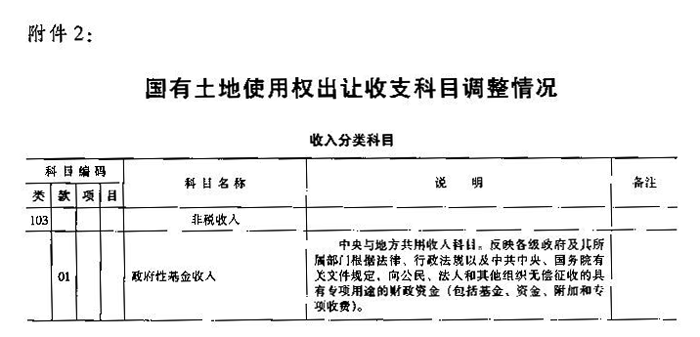 附件2：
国有土地使用权出让收支科目调整情况
收入分类科目
科目编码 科目名称 说 明 备注
类 款 项 目
103 非税收入
中央与地方共用收入科目。反映各级政府及其所
属部门根据法律、行政法规以及中共中央、国务院有
01 政府性基金收入 关文件规定，向公民、法人和其他组织无偿征收的具
有专项用途的财政资金（包括基金、资金、附加和专
项收费）。